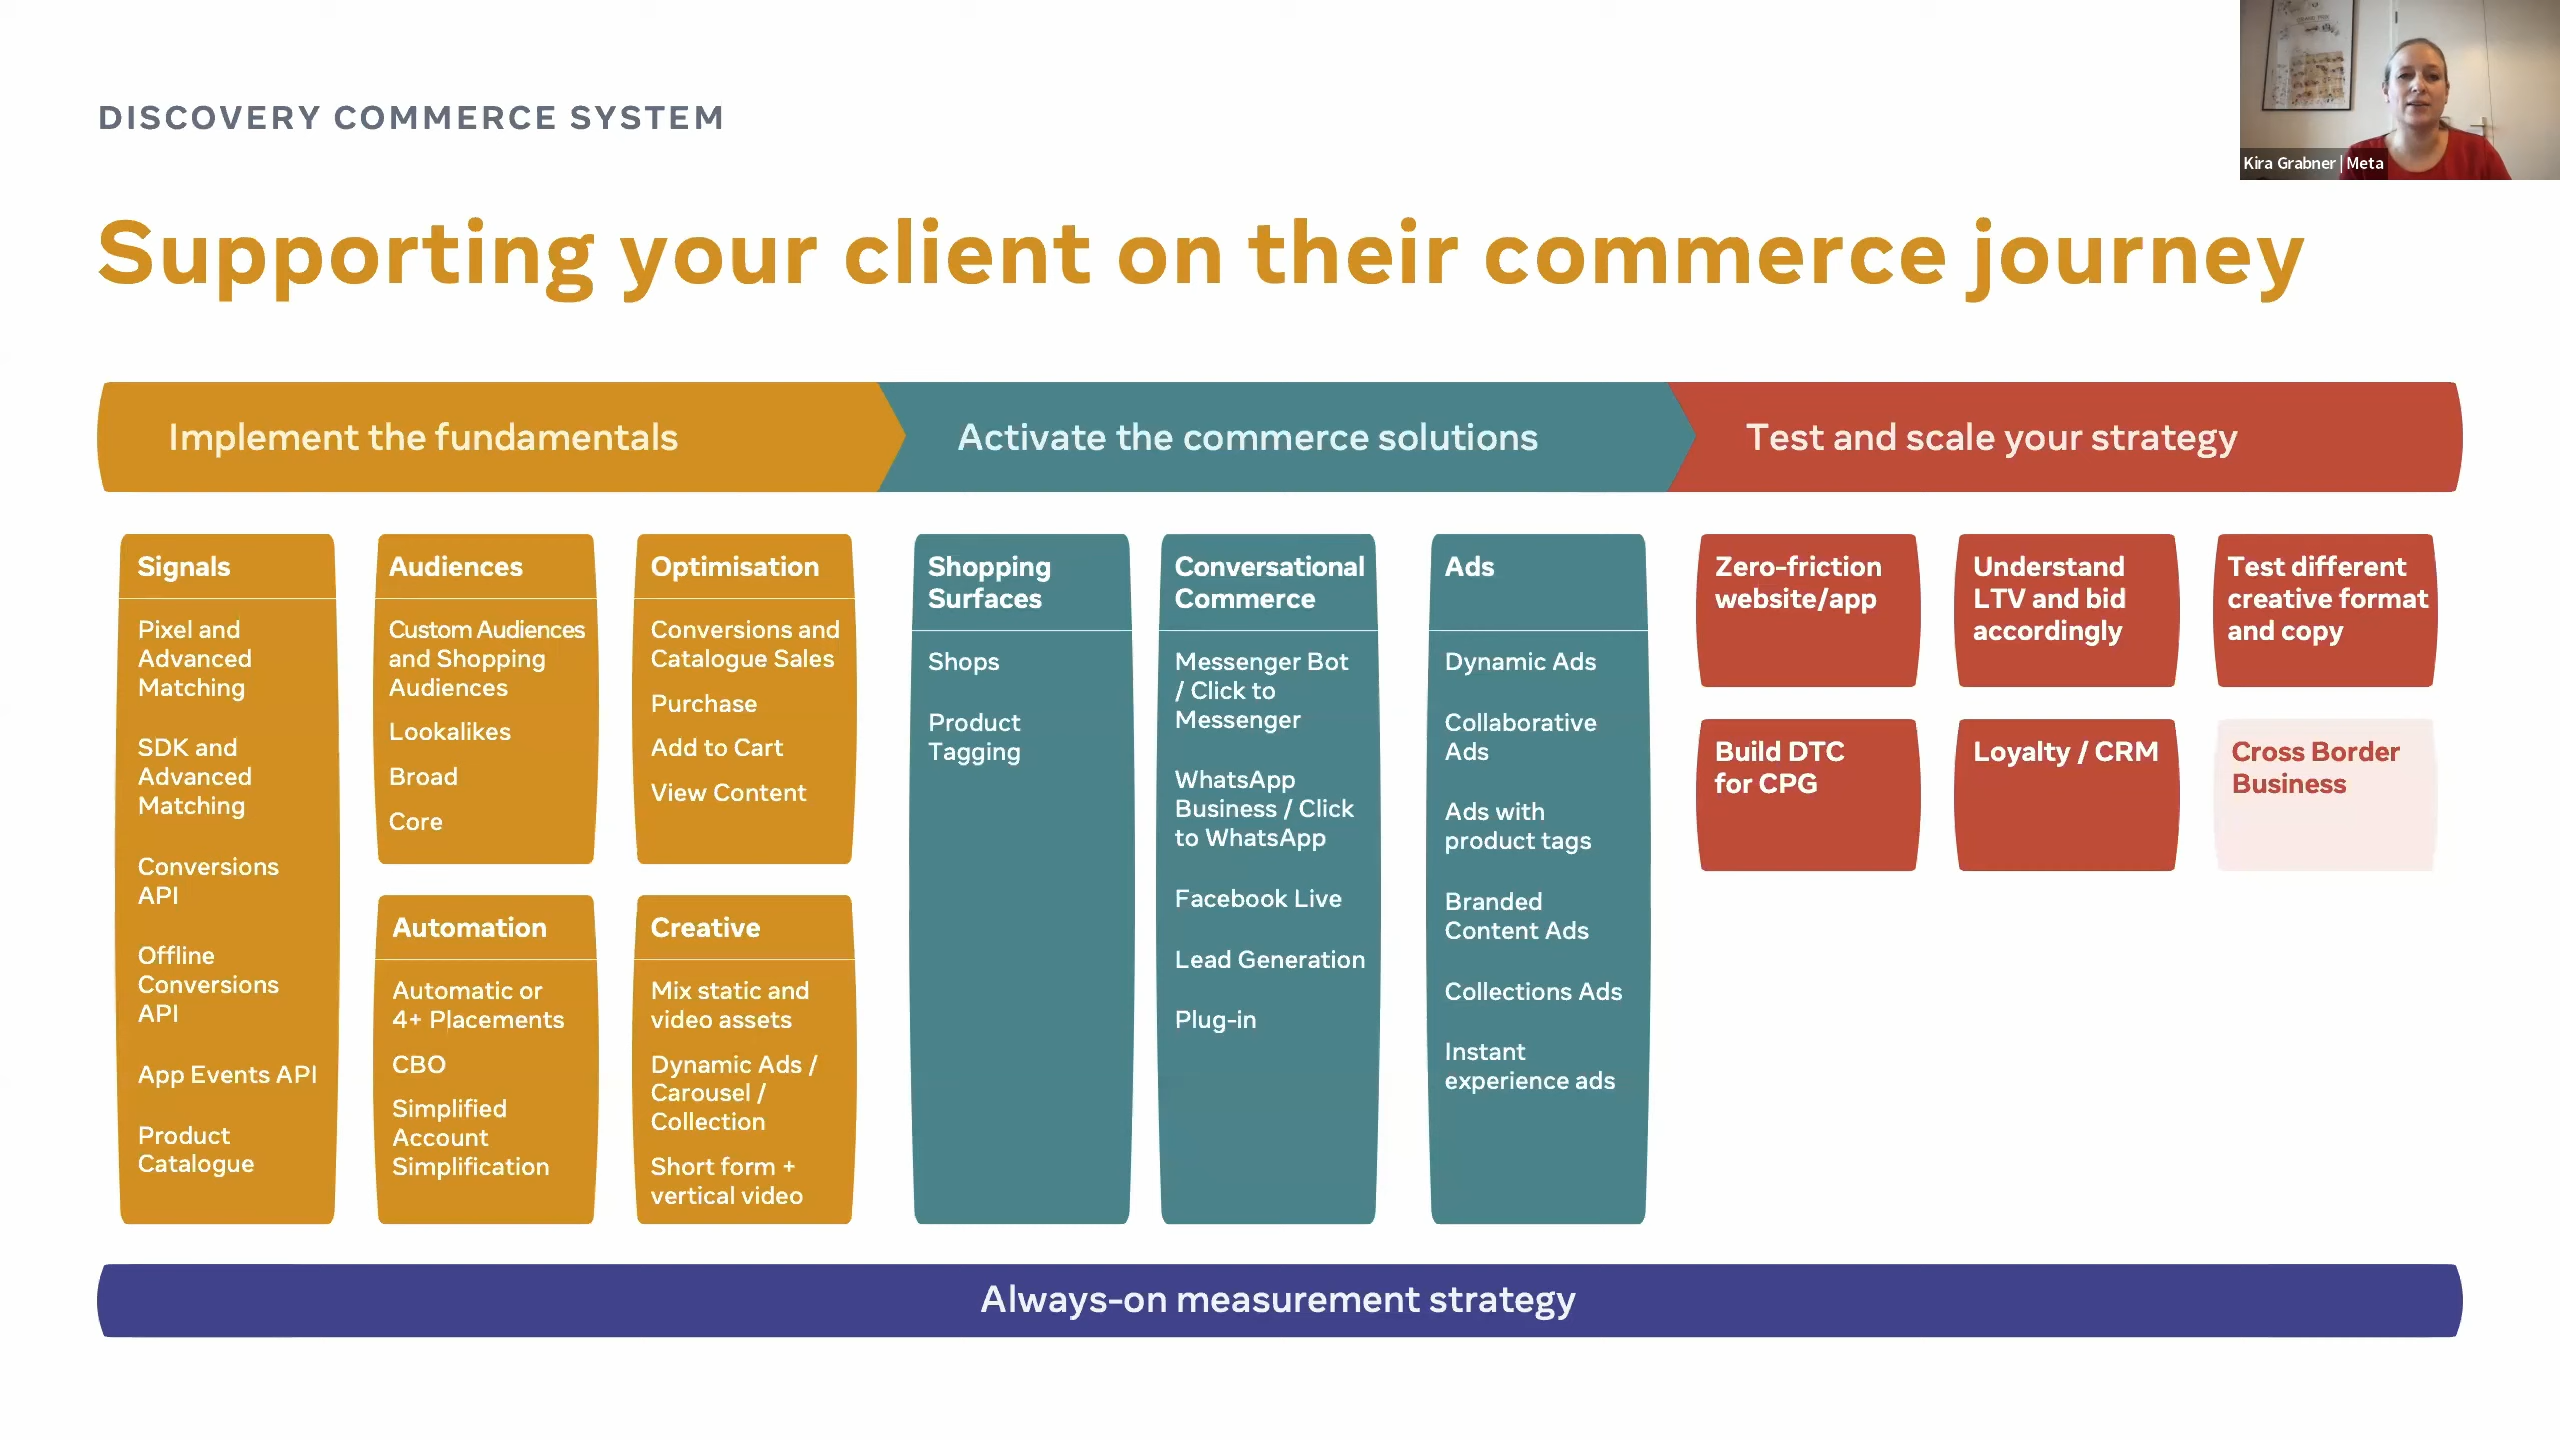 DISCOVERY COMMERCE SYSTEM
Kira Grabner | Meta
Supporting your client on their commerce journey
Implement the fundamentals
Activate the commerce solutions
Test and scale your strategy
Signals
Pixel and
Advanced
Matching
SDK and
Advanced
Matching
Conversions
API
Offline
Conversions
API
App Events API
Product
Catalogue
Audiences
Custom Audiences
and Shopping
Audiences
Lookalikes
Broad
Core
Optimisation
Conversions and
Catalogue Sales
Purchase
Add to Cart
View Content
Automation
Automatic or
4+ Placements
CBO
Simplified
Account
Simplification
Creative
Mix static and
video assets
Dynamic Ads /
Carousel /
Collection
Short form +
vertical video
Shopping
Surfaces
Shops
Product
Tagging
Conversational
Commerce
Messenger Bot
/ Click to
Messenger
WhatsApp
Business / Click
to WhatsApp
Facebook Live
Lead Generation
Plug-in
Ads
Dynamic Ads
Collaborative
Ads
Ads with
product tags
Branded
Content Ads
Collections Ads
Instant
experience ads
Zero-friction
website/app
Understand
LTV and bid
accordingly
Test different
creative format
and copy
Build DTC
for CPG
Loyalty / CRM
Cross Border
Business
Always-on measurement strategy